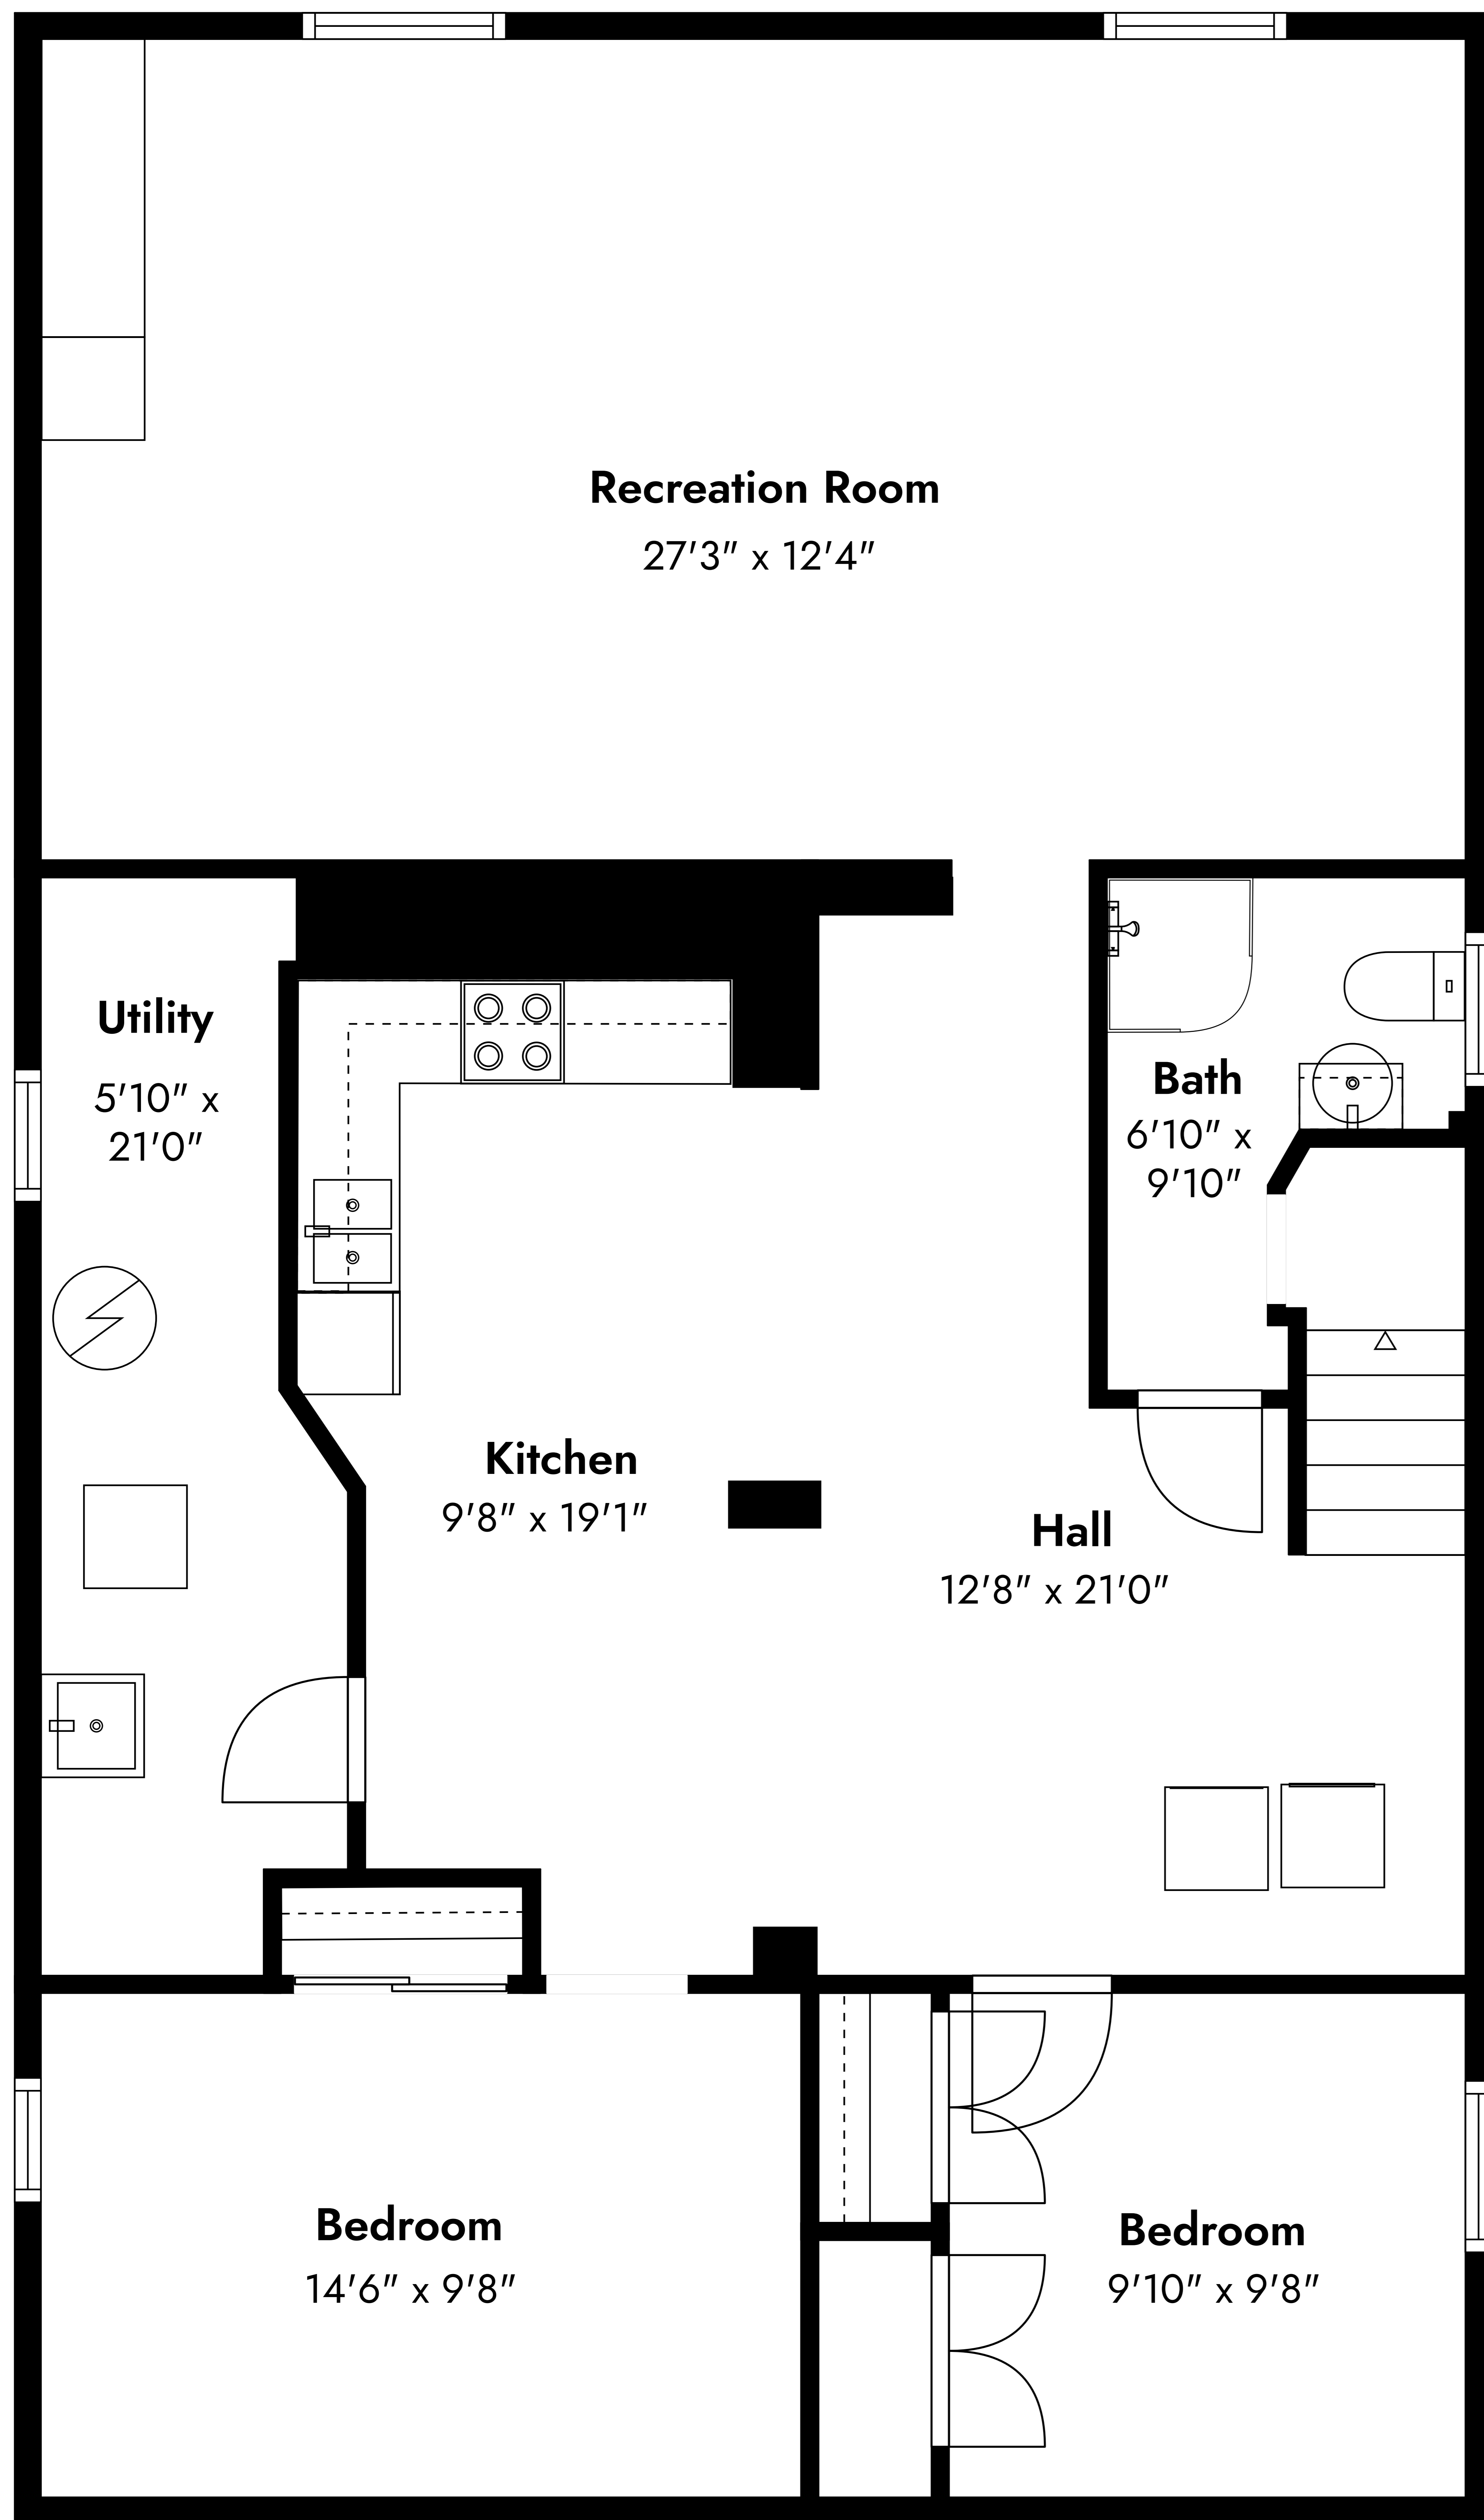 Recreation Room
27'3" x 12'4"
Utility
5'10" x
21'0"
Bath
6'10" x
9'10"
Kitchen
9'8" x 19'1"
Hall
12'8" x 21'0"
Bedroom
14'6" x 9'8"
Bedroom
9'10" x 9'8"